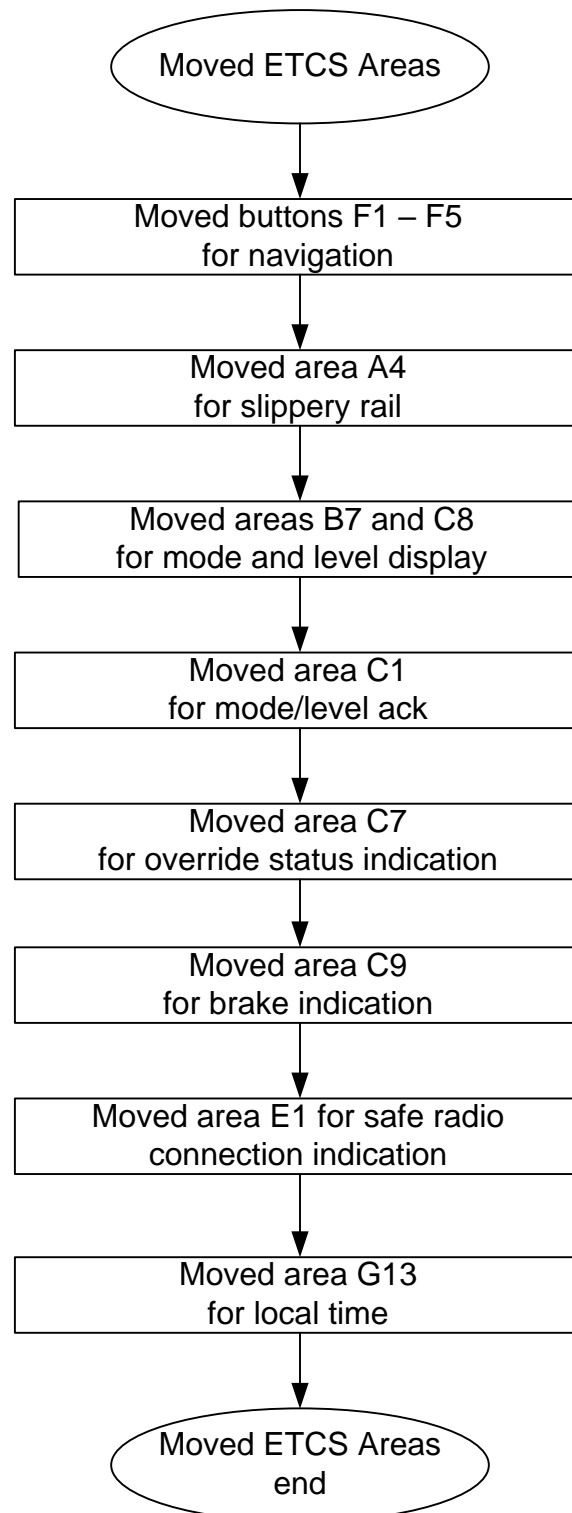 Moved ETCS Areas
Moved buttons F1 – F5
for navigation
Moved area A4
for slippery rail
Moved areas B7 and C8
for mode and level display
Moved area C1
for mode/level ack
Moved area C7
for override status indication
Moved area C9
for brake indication
Moved area E1 for safe radio
connection indication
Moved area G13
for local time
Moved ETCS Areas
end